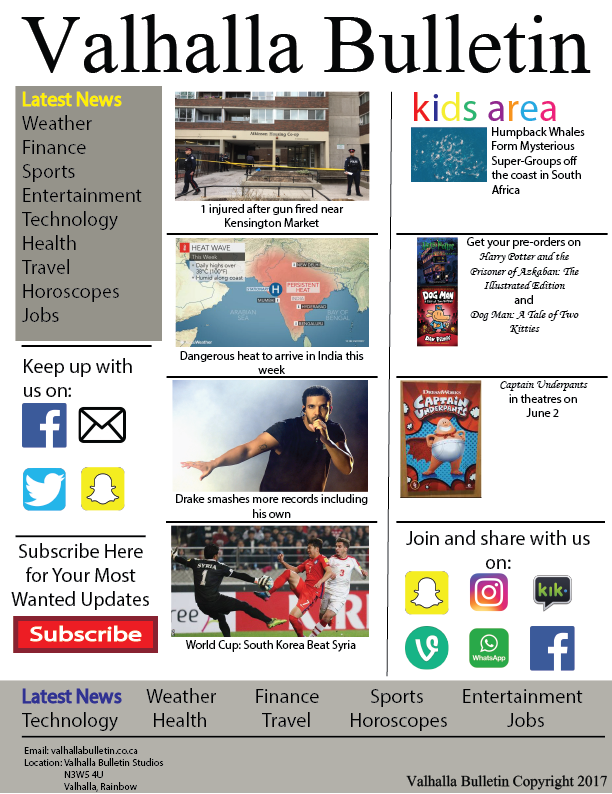 Valhalla Bulletin
Latest News
Weather
Finance
Sports
Entertainment
Technology
Health
Travel
Horoscopes
Jobs
Keep up with
us on:
Subscribe Here
for Your Most
Wanted Updates
Subscribe
1 injured after gun fired near
Kensington Market
HEAT WAVE
This Week
• Daily highs over
38°C (100°F)
• Humid along coast
NEW DELHI
PERSISTENT
HEAT
H
MUMBAI
HYDERABAD
ARABIAN
SEA
BAY OF
BENGAL
Dangerous heat to arrive in India this
week
Drake smashes more records including
his own
SYRIA
1
Dangerous
World Cup: South Korea Beat Syria
kids area
Humpback Whales
Form Mysterious
Super-Groups off
the coast in South
Africa
Get your pre-orders on
Harry Potter and the
Prisoner of Azkaban: The
Illustrated Edition
and
Dog Man: A Tale of Two
Kitties
DOG MAN
DAV PILKEY
DREAMWORKS
CAPTAIN
UNDERPANTS
Captain Underpants
in theatres on
June 2
Join and share with us
on:
kik
WhatsApp
Latest News Weather Finance Sports Entertainment
Technology Health Travel Horoscopes Jobs
Email: valhallabulletin.co.ca
Location: Valhalla Bulletin Studios
N3W5 4U
Valhalla, Rainbow
Valhalla Bulletin Copyright 2017